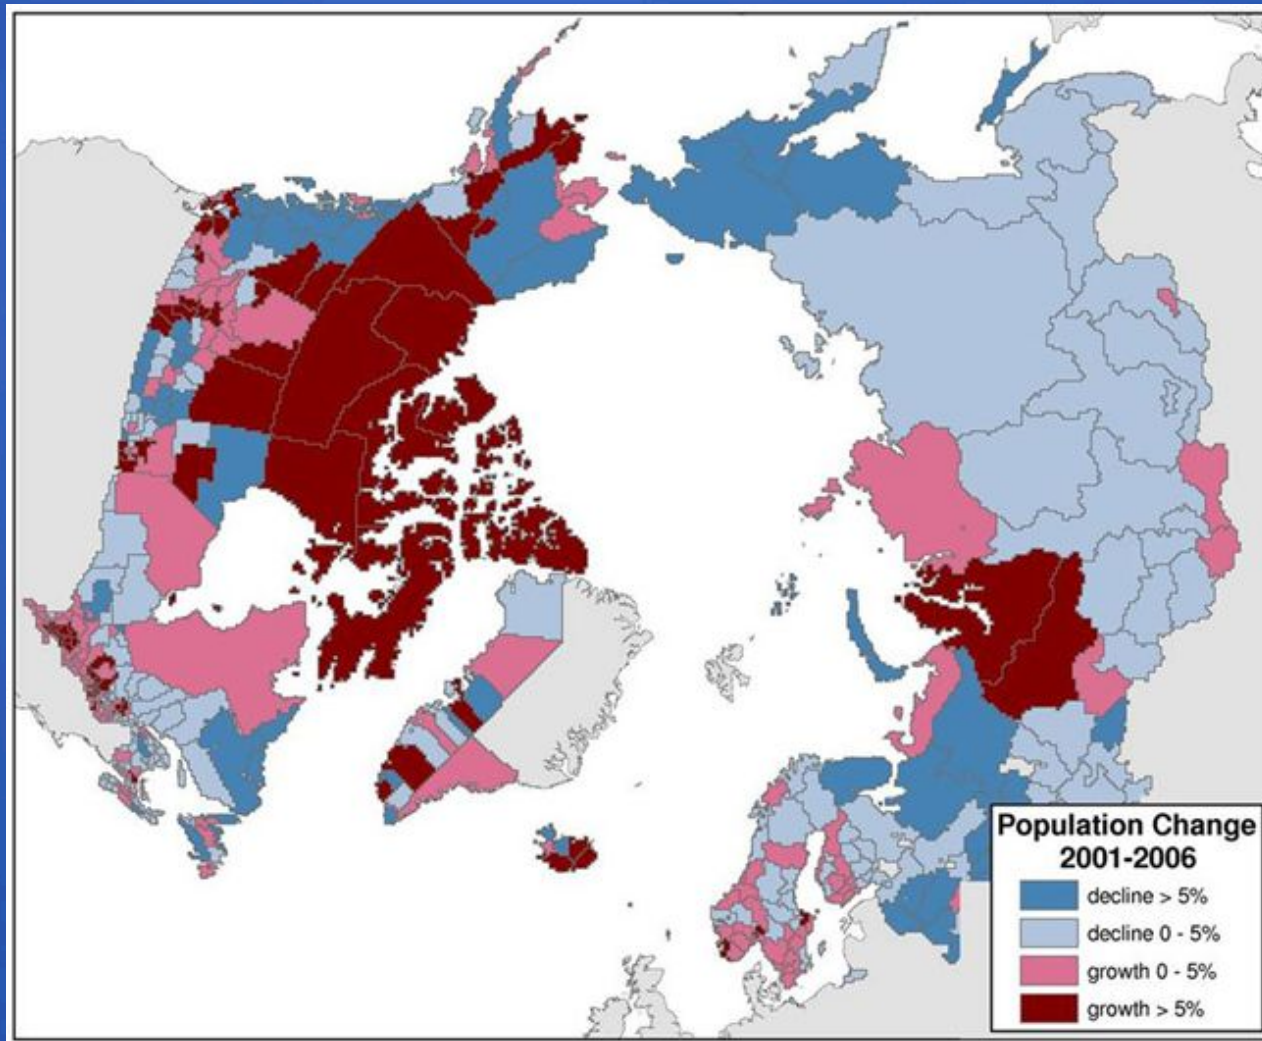 Population Change
2001-2006
decline > 5%
decline 0 - 5%
growth 0 - 5%
growth > 5%